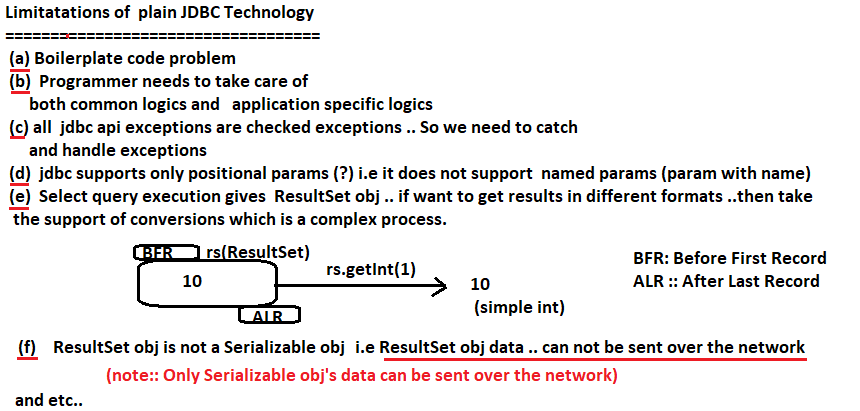 Limitatations of plain JDBC Technology
===================================
(a) Boilerplate code problem
(b) Programmer needs to take care of
both common logics and application specific logics
(c) all jdbc api exceptions are checked exceptions .. So we need to catch
and handle exceptions
(d) jdbc supports only positional params (?) i.e it does not support named params (param with name)
(e) Select query execution gives ResultSet obj .. if want to get results in different formats ..then take
the support of conversions which is a complex process.
BFR rs(ResultSet)
BFR: Before First Record
rs.getInt(1)
10
10
ALR :: After Last Record
(simple int)
ALR
(f) ResultSet obj is not a Serializable obj i.e ResultSet obj data .. can not be sent over the network
(note:: Only Serializable obj's data can be sent over the network)
and etc..